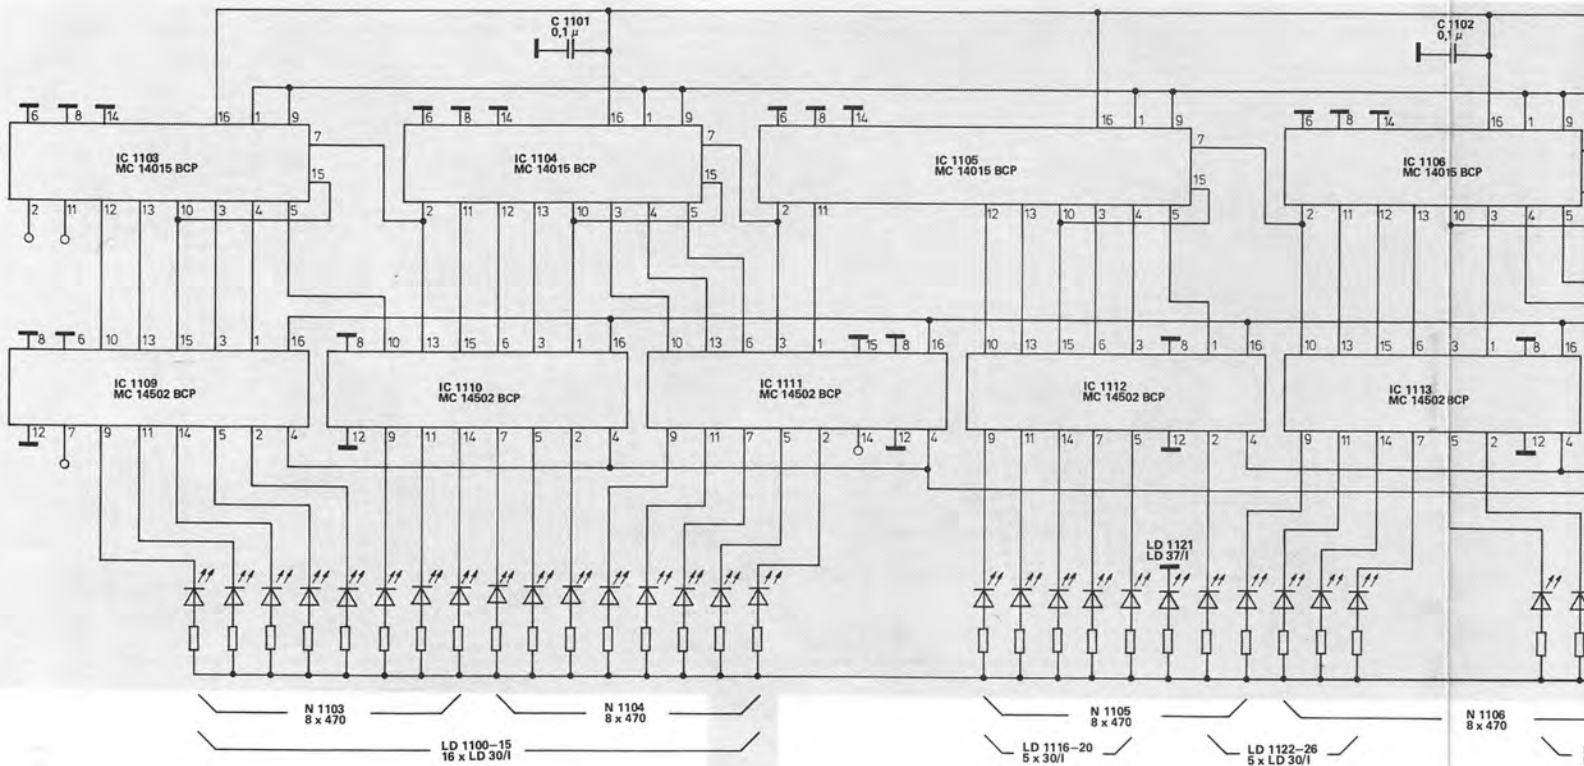 C 1101
0,1 µ
C 1102
0,1 µ
6 8 14 16 1 9
6 8 14 16 1 9
6 8 14 16 1 9
6 8 14 16 1 9
7
7
7
IC 1103
MC 14015 BCP
IC 1104
MC 14015 BCP
IC 1105
MC 14015 BCP
IC 1106
MC 14015 BCP
15
15
15
2 11 12 13 10 3 4 5
2 11 12 13 10 3 4 5
2 11 12 13 10 3 4 5
2 11 12 13 10 3 4 5
8 6 10 13 15 3 1 16
8 10 13 15 6 3 1 16
10 13 6 3 1 15 8 16
10 13 15 6 3 8 1 16
10 13 15 6 3 1 8 16
IC 1109
MC 14502 BCP
IC 1110
MC 14502 BCP
IC 1111
MC 14502 BCP
IC 1112
MC 14502 BCP
IC 1113
MC 14502 BCP
12 7 9 11 14 5 2 4
12 9 11 14 7 5 2 4
9 11 7 5 2 14 12 4
9 11 14 7 5 12 2 4
9 11 14 7 5 2 12 4
LD 1121
LD 37/I
N 1103
8 x 470
N 1104
8 x 470
N 1105
8 x 470
N 1106
8 x 470
LD 1100–15
16 x LD 30/I
LD 1116–20
5 x 30/I
LD 1122–26
5 x LD 30/I